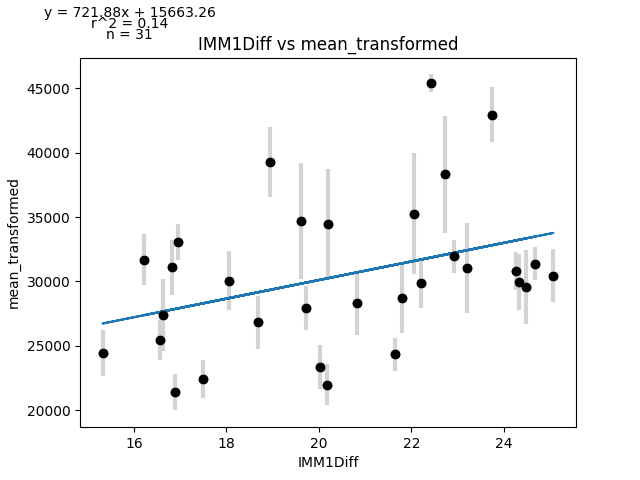 y = 721.88x + 15663.26
r^2 = 0.14
n = 31
IMM1Diff vs mean_transformed
45000
40000
35000
30000
25000
20000
mean_transformed
16 18 20 22 24
IMM1Diff